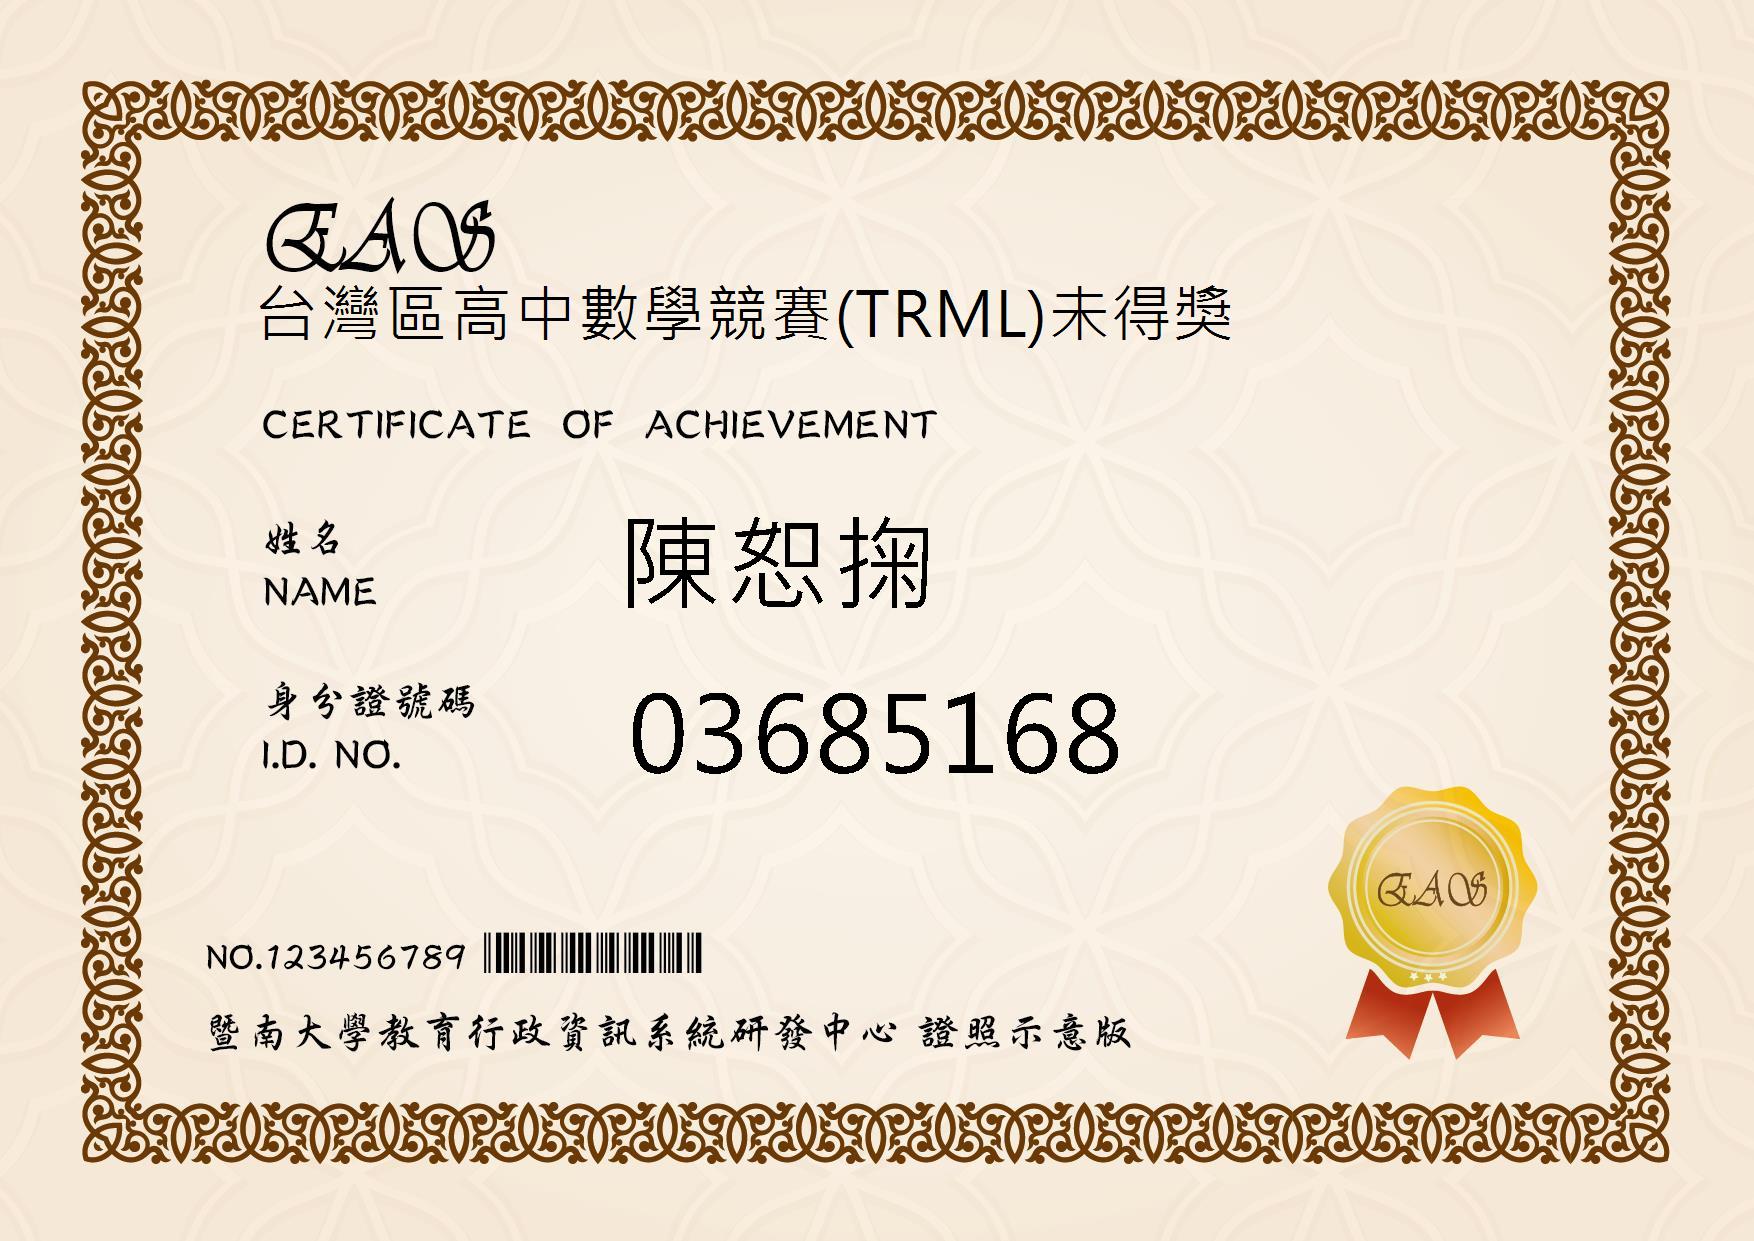 EAS
台灣區高中數學競賽(TRML)未得獎
CERTIFICATE OF ACHIEVEMENT
姓名
NAME
陳恕掬
身分證號碼
I.D. NO.
03685168
EAS
NO.123456789
暨南大學教育行政資訊系統研發中心 證照示意版